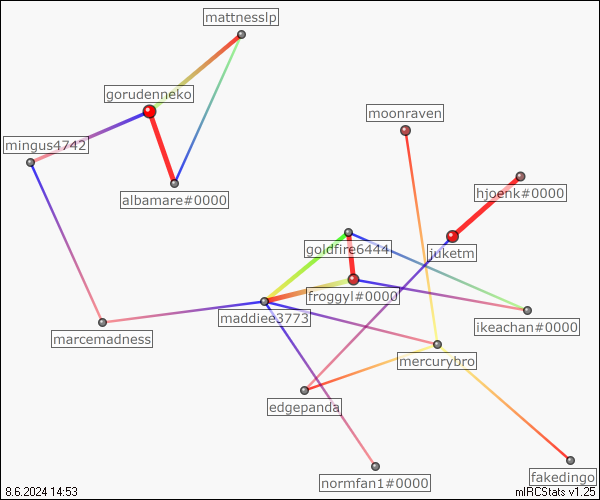 mattnesslp
gorudenneko
moonraven
mingus4742
hjoenk#0000
albamare#0000
goldfire6444
juketm
froggyl#0000
maddiee3773
ikeachan#0000
marcemadness
mercurybro
edgepanda
fakedingo
normfan1#0000
8.6.2024 14:53
mIRCStats v1.25